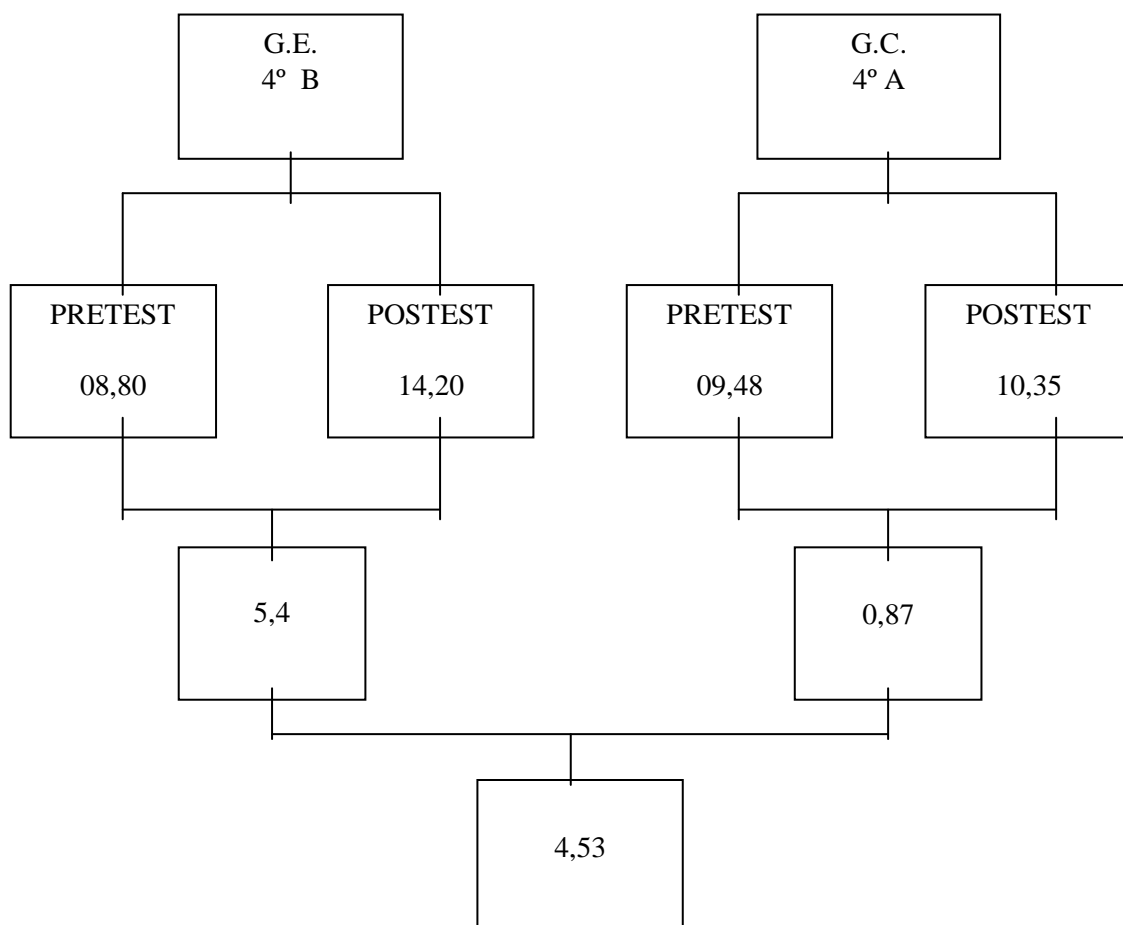 G.E.
4º B
G.C.
4º A
PRETEST
08,80
POSTEST
14,20
PRETEST
09,48
POSTEST
10,35
5,4
0,87
4,53